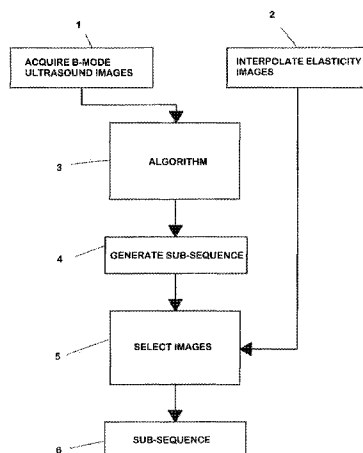 1
2
ACQUIRE B-MODE
ULTRASOUND IMAGES
INTERPOLATE ELASTICITY
IMAGES
3
ALGORITHM
4
GENERATE SUB-SEQUENCE
5
SELECT IMAGES
6
SUB-SEQUENCE